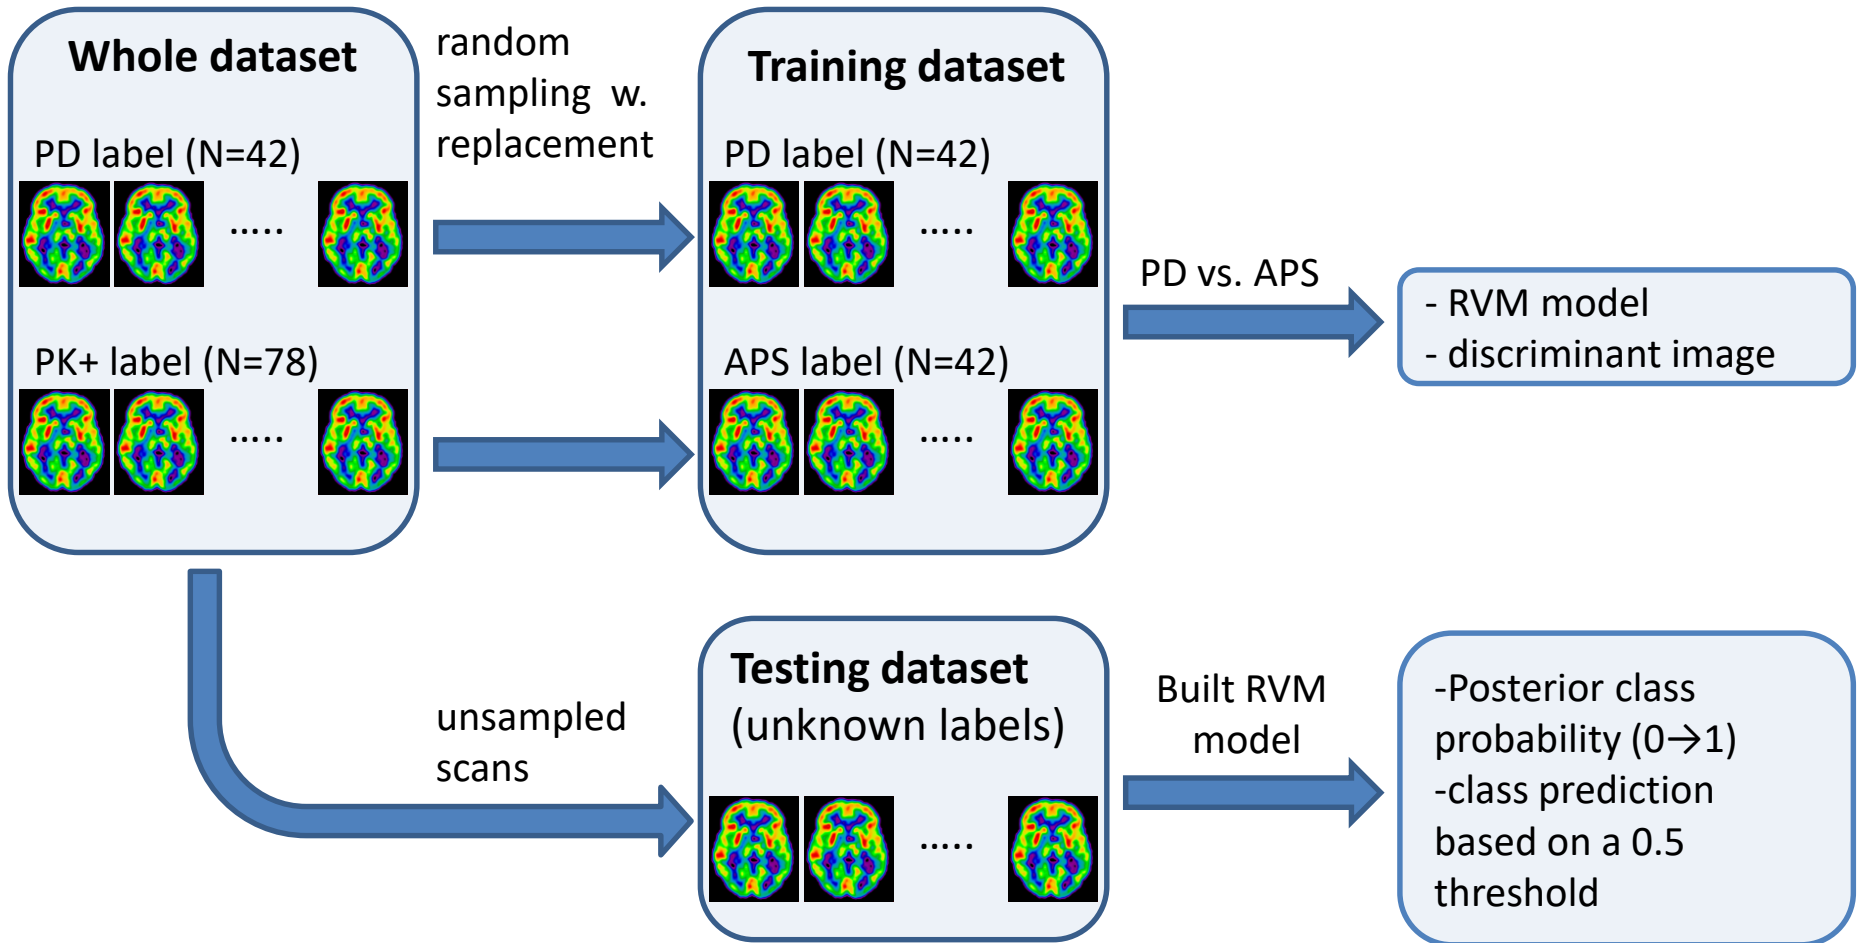 Whole dataset
PD label (N=42)
.....
PK+ label (N=78)
.....
random
sampling w.
replacement
Training dataset
PD label (N=42)
.....
APS label (N=42)
.....
PD vs. APS
- RVM model
- discriminant image
unsampled
scans
Testing dataset
(unknown labels)
.....
Built RVM
model
-Posterior class
probability (0→1)
-class prediction
based on a 0.5
threshold